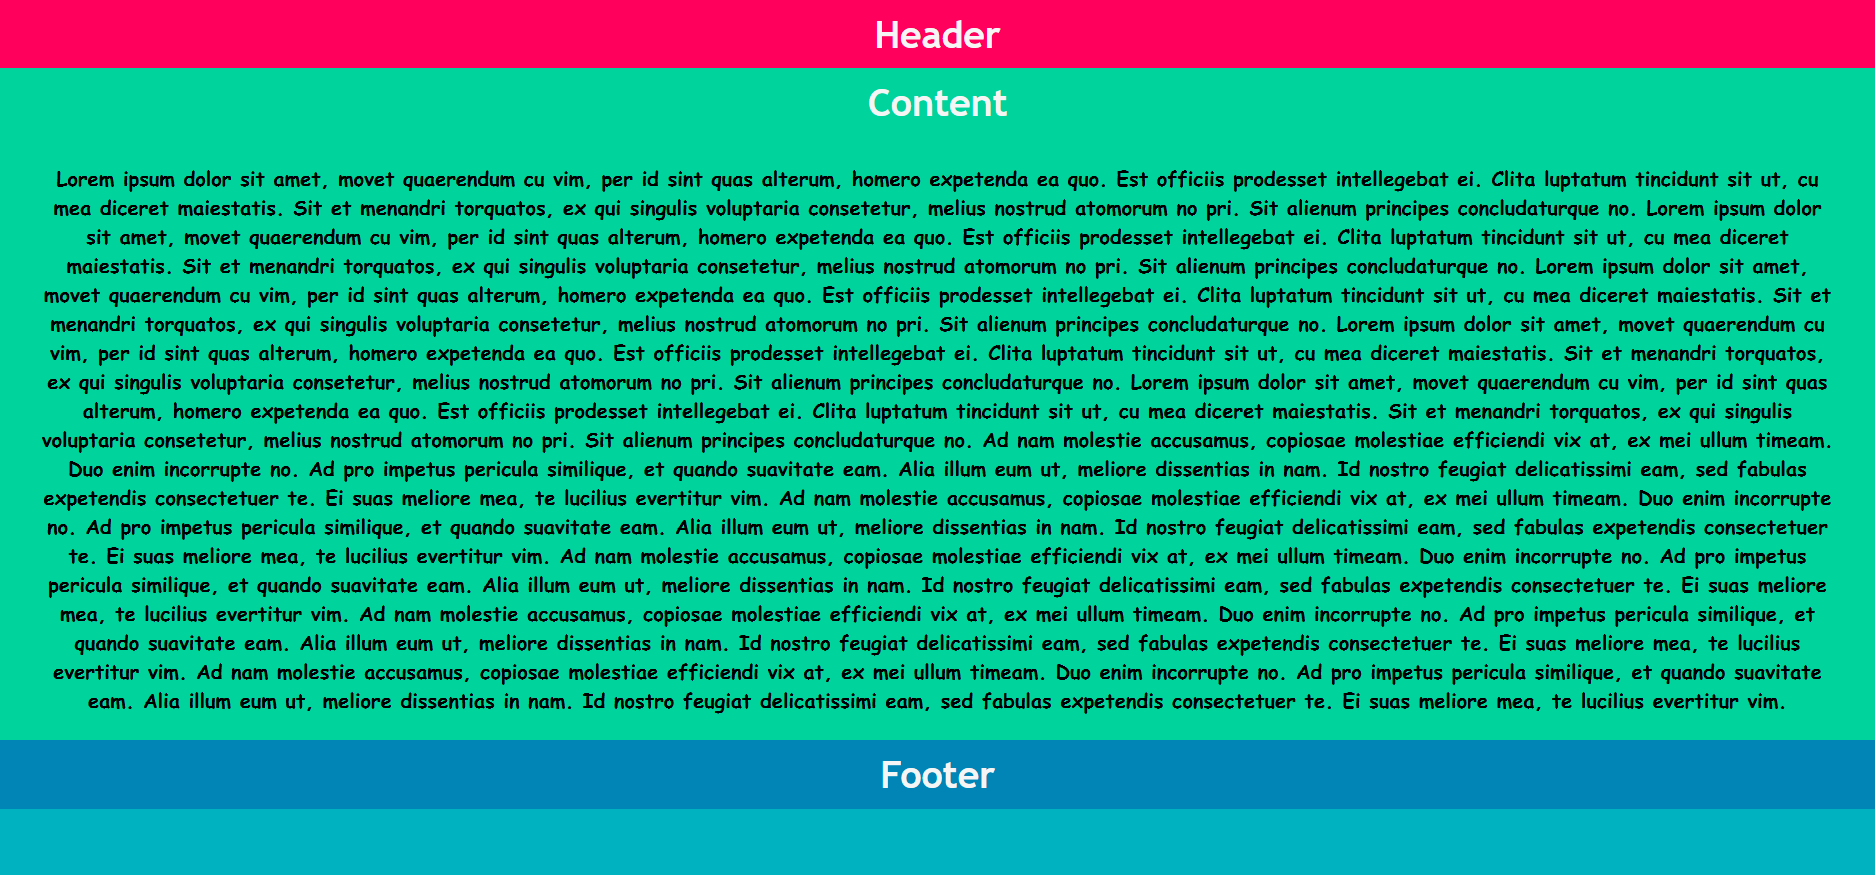 Header
Content
Lorem ipsum dolor sit amet, movet quaerendum cu vim, per id sint quas alterum, homero expetenda ea quo. Est officiis prodesset intellegebat ei. Clita luptatum tincidunt sit ut, cu
mea diceret maiestatis. Sit et menandri torquatos, ex qui singulis voluptaria consetetur, melius nostrud atomorum no pri. Sit alienum principes concludaturque no. Lorem ipsum dolor
sit amet, movet quaerendum cu vim, per id sint quas alterum, homero expetenda ea quo. Est officiis prodesset intellegebat ei. Clita luptatum tincidunt sit ut, cu mea diceret
maiestatis. Sit et menandri torquatos, ex qui singulis voluptaria consetetur, melius nostrud atomorum no pri. Sit alienum principes concludaturque no. Lorem ipsum dolor sit amet,
movet quaerendum cu vim, per id sint quas alterum, homero expetenda ea quo. Est officiis prodesset intellegebat ei. Clita luptatum tincidunt sit ut, cu mea diceret maiestatis. Sit et
menandri torquatos, ex qui singulis voluptaria consetetur, melius nostrud atomorum no pri. Sit alienum principes concludaturque no. Lorem ipsum dolor sit amet, movet quaerendum cu
vim, per id sint quas alterum, homero expetenda ea quo. Est officiis prodesset intellegebat ei. Clita luptatum tincidunt sit ut, cu mea diceret maiestatis. Sit et menandri torquatos,
ex qui singulis voluptaria consetetur, melius nostrud atomorum no pri. Sit alienum principes concludaturque no. Lorem ipsum dolor sit amet, movet quaerendum cu vim, per id sint quas
alterum, homero expetenda ea quo. Est officiis prodesset intellegebat ei. Clita luptatum tincidunt sit ut, cu mea diceret maiestatis. Sit et menandri torquatos, ex qui singulis
voluptaria consetetur, melius nostrud atomorum no pri. Sit alienum principes concludaturque no. Ad nam molestie accusamus, copiosae molestiae efficiendi vix at, ex mei ullum timeam.
Duo enim incorrupte no. Ad pro impetus pericula similique, et quando suavitate eam. Alia illum eum ut, meliore dissentias in nam. Id nostro feugiat delicatissimi eam, sed fabulas
expetendis consectetuer te. Ei suas meliore mea, te lucilius evertitur vim. Ad nam molestie accusamus, copiosae molestiae efficiendi vix at, ex mei ullum timeam. Duo enim incorrupte
no. Ad pro impetus pericula similique, et quando suavitate eam. Alia illum eum ut, meliore dissentias in nam. Id nostro feugiat delicatissimi eam, sed fabulas expetendis consectetuer
te. Ei suas meliore mea, te lucilius evertitur vim. Ad nam molestie accusamus, copiosae molestiae efficiendi vix at, ex mei ullum timeam. Duo enim incorrupte no. Ad pro impetus
pericula similique, et quando suavitate eam. Alia illum eum ut, meliore dissentias in nam. Id nostro feugiat delicatissimi eam, sed fabulas expetendis consectetuer te. Ei suas meliore
mea, te lucilius evertitur vim. Ad nam molestie accusamus, copiosae molestiae efficiendi vix at, ex mei ullum timeam. Duo enim incorrupte no. Ad pro impetus pericula similique, et
quando suavitate eam. Alia illum eum ut, meliore dissentias in nam. Id nostro feugiat delicatissimi eam, sed fabulas expetendis consectetuer te. Ei suas meliore mea, te lucilius
evertitur vim. Ad nam molestie accusamus, copiosae molestiae efficiendi vix at, ex mei ullum timeam. Duo enim incorrupte no. Ad pro impetus pericula similique, et quando suavitate
eam. Alia illum eum ut, meliore dissentias in nam. Id nostro feugiat delicatissimi eam, sed fabulas expetendis consectetuer te. Ei suas meliore mea, te lucilius evertitur vim.
Footer